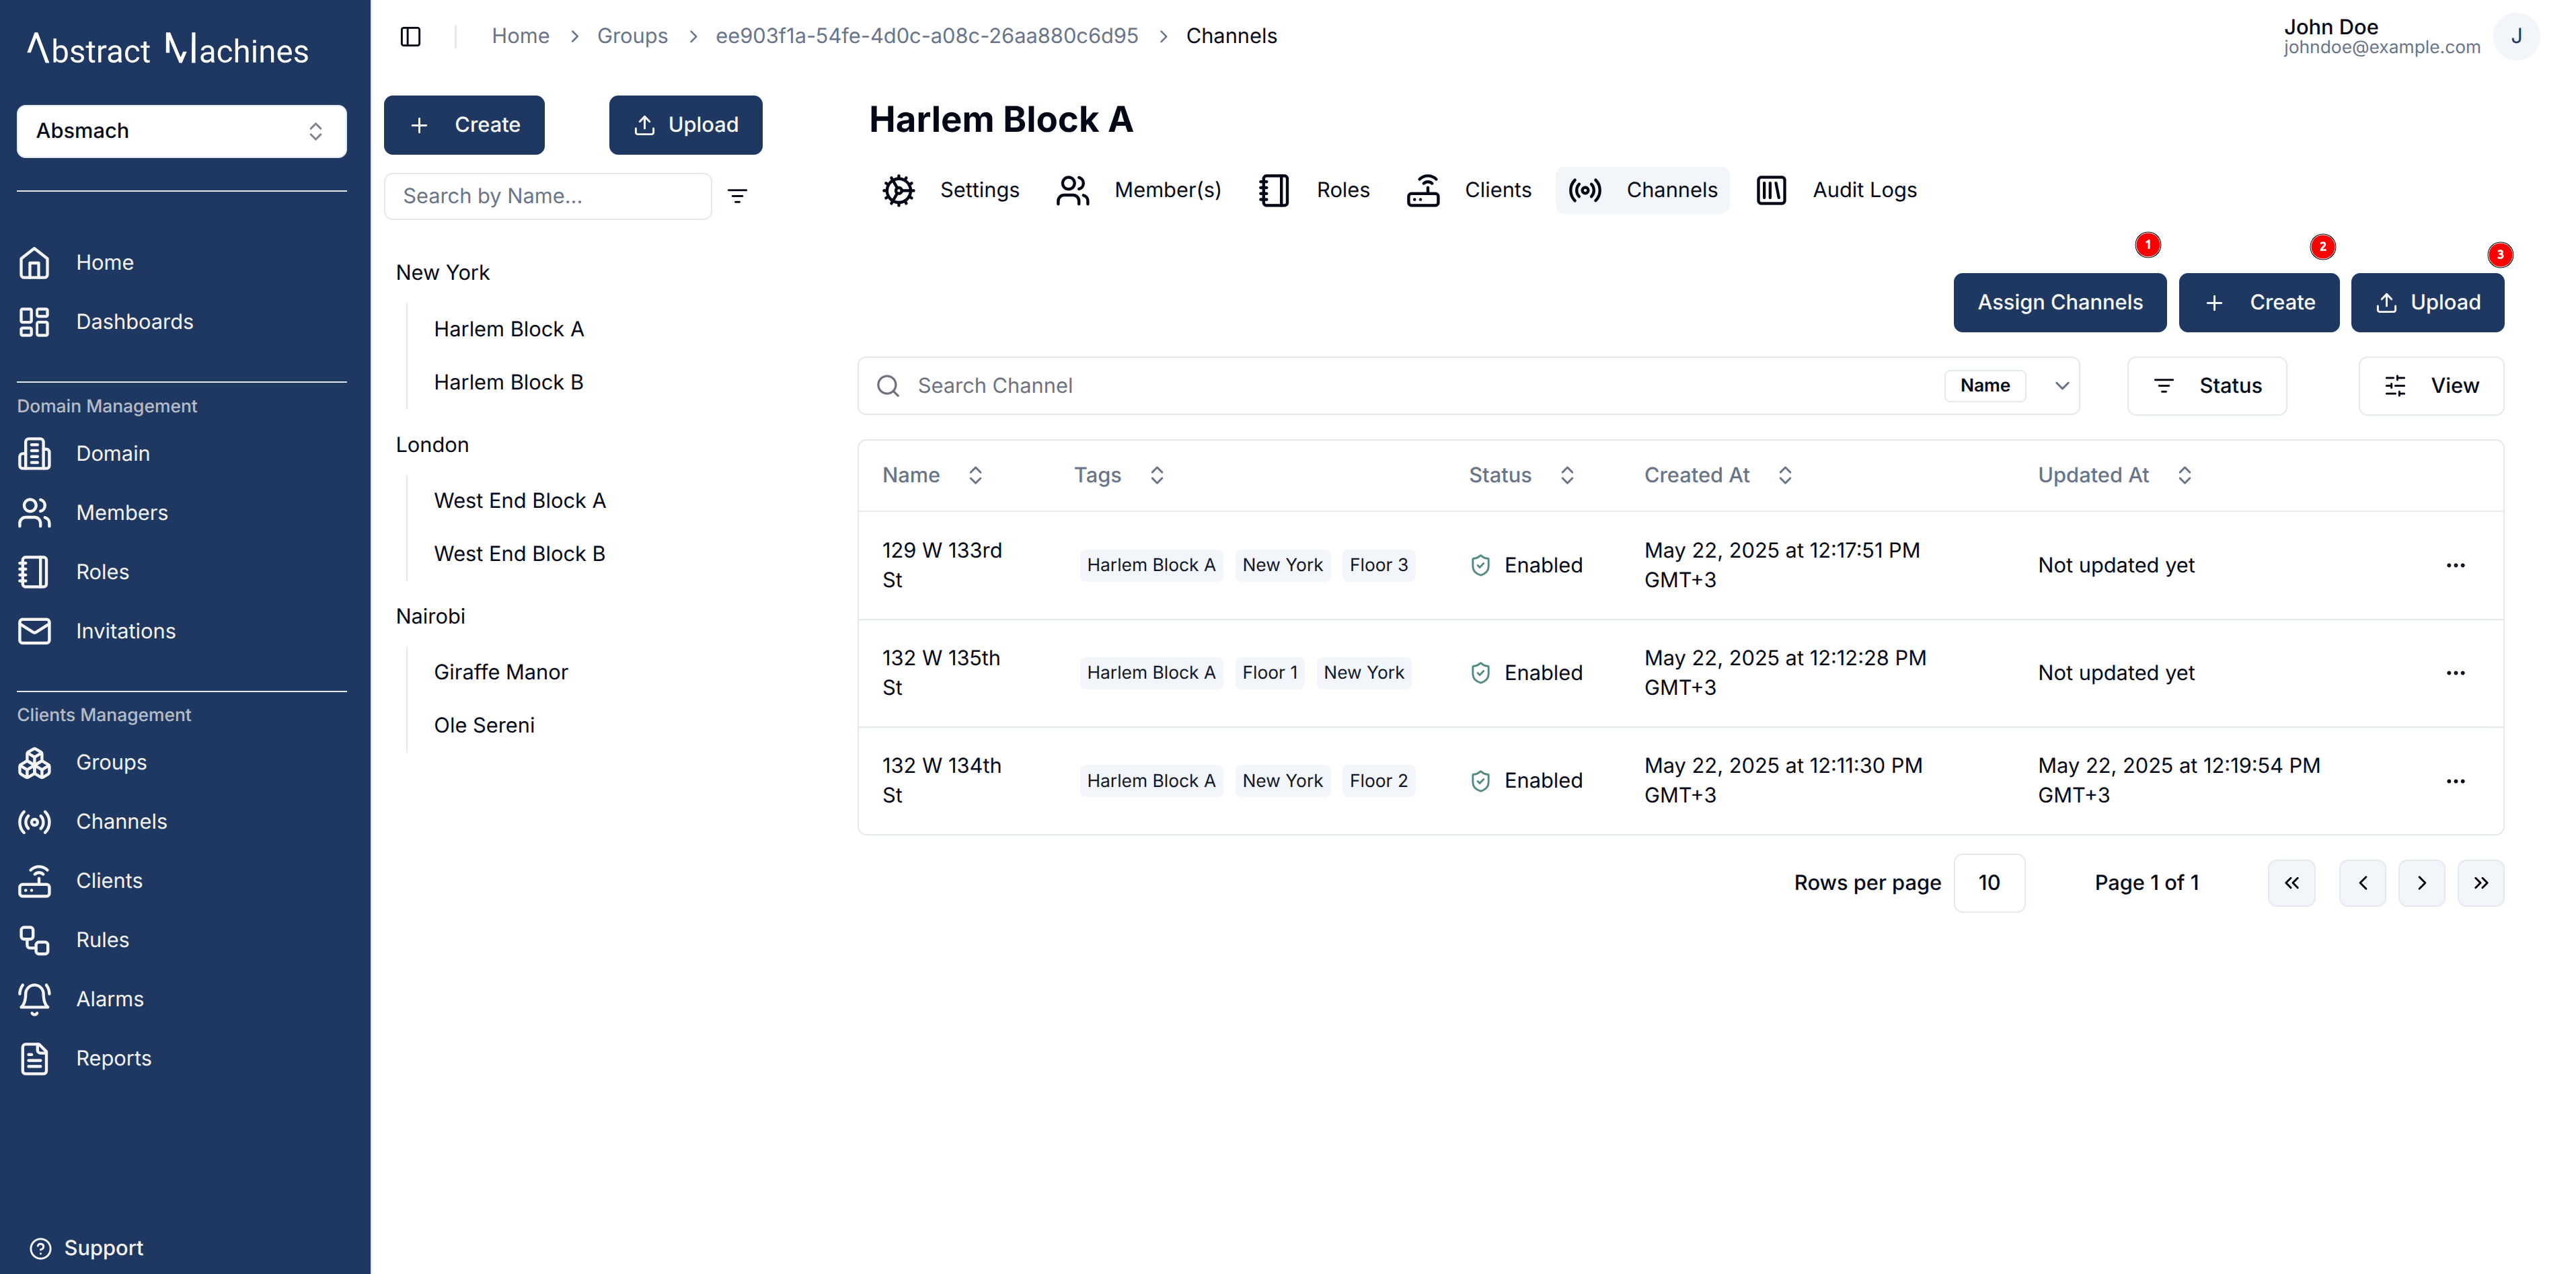 Abstract Machines
Absmach
Home
Dashboards
Domain Management
Domain
Members
Roles
Invitations
Clients Management
Groups
Channels
Clients
Rules
Alarms
Reports
Support
Home > Groups > ee903f1a-54fe-4d0c-a08c-26aa880c6d95 > Channels
John Doe
johndoe@example.com
J
+ Create
Upload
Search by Name...
New York
Harlem Block A
Harlem Block B
London
West End Block A
West End Block B
Nairobi
Giraffe Manor
Ole Sereni
Harlem Block A
Settings Member(s) Roles Clients Channels Audit Logs
1 2 3
Assign Channels + Create Upload
Search Channel Name Status View
Name Tags Status Created At Updated At
129 W 133rd
St
Harlem Block A New York Floor 3
Enabled
May 22, 2025 at 12:17:51 PM
GMT+3
Not updated yet
...
132 W 135th
St
Harlem Block A Floor 1 New York
Enabled
May 22, 2025 at 12:12:28 PM
GMT+3
Not updated yet
...
132 W 134th
St
Harlem Block A New York Floor 2
Enabled
May 22, 2025 at 12:11:30 PM
GMT+3
May 22, 2025 at 12:19:54 PM
GMT+3
...
Rows per page 10 Page 1 of 1